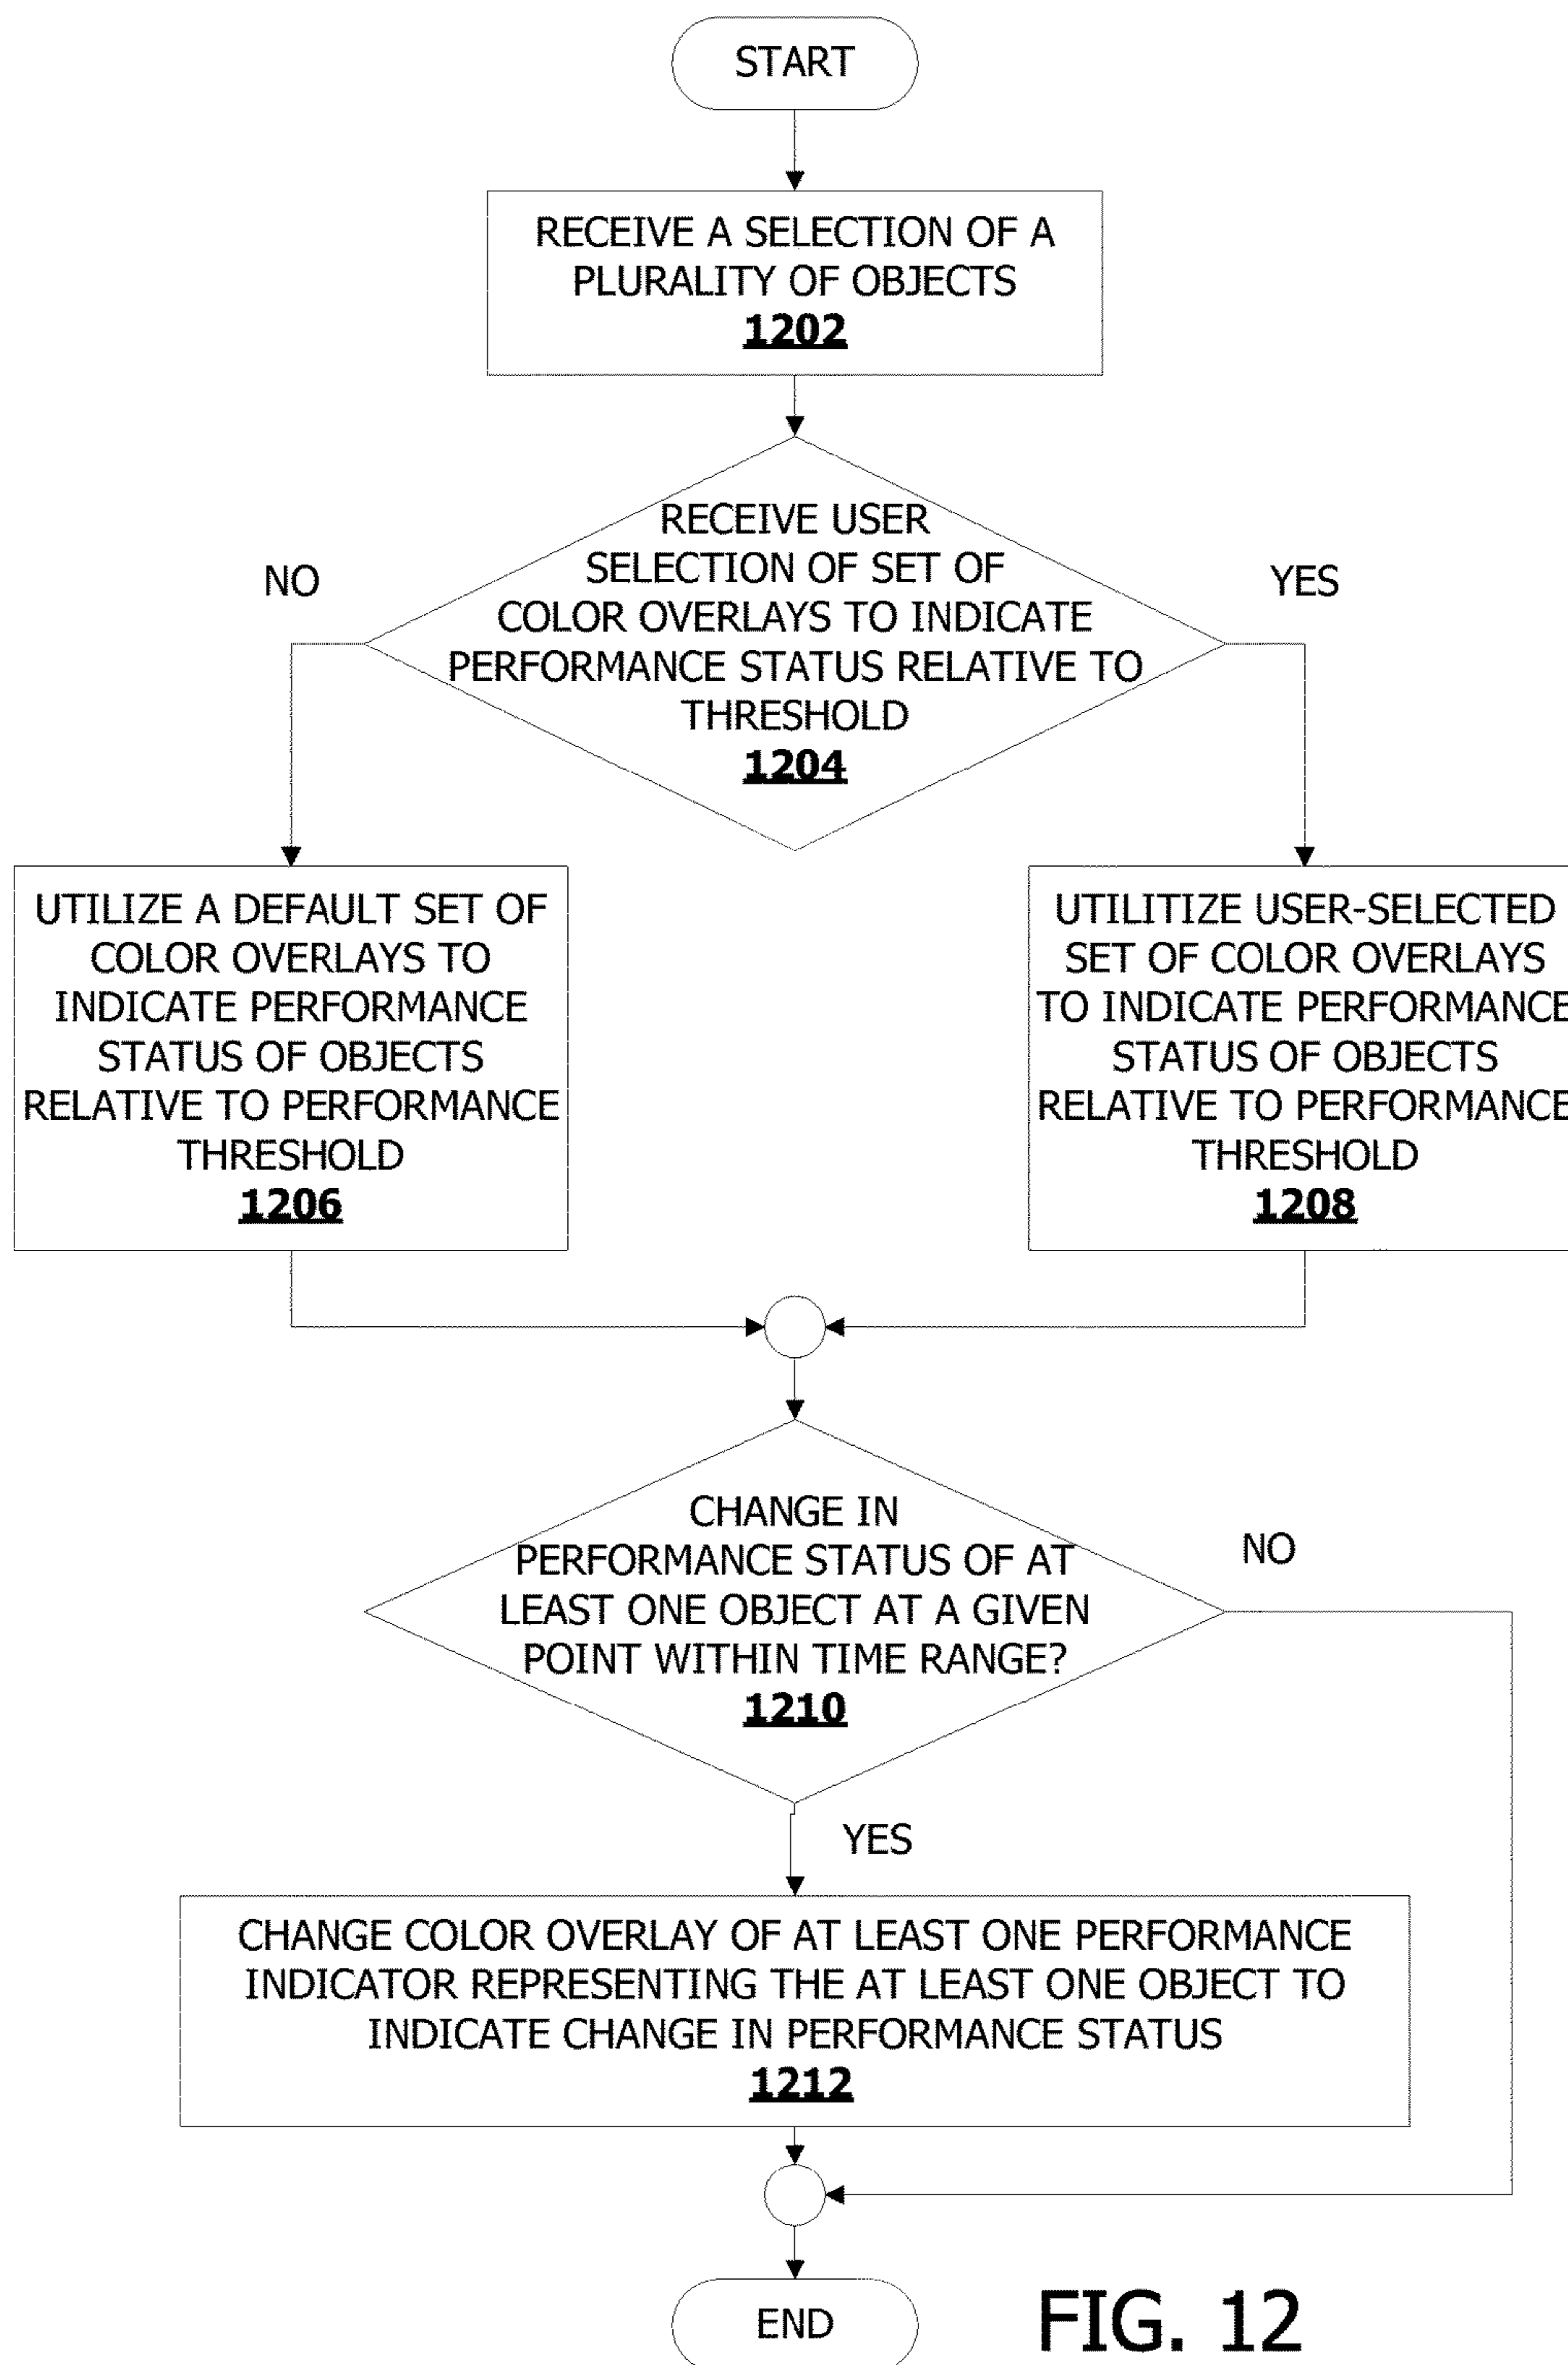 START
RECEIVE A SELECTION OF A
PLURALITY OF OBJECTS
1202
RECEIVE USER
SELECTION OF SET OF
COLOR OVERLAYS TO INDICATE
PERFORMANCE STATUS RELATIVE TO
THRESHOLD
1204
NO
YES
UTILIZE A DEFAULT SET OF
COLOR OVERLAYS TO
INDICATE PERFORMANCE
STATUS OF OBJECTS
RELATIVE TO PERFORMANCE
THRESHOLD
1206
UTILITIZE USER-SELECTED
SET OF COLOR OVERLAYS
TO INDICATE PERFORMANCE
STATUS OF OBJECTS
RELATIVE TO PERFORMANCE
THRESHOLD
1208
CHANGE IN
PERFORMANCE STATUS OF AT
LEAST ONE OBJECT AT A GIVEN
POINT WITHIN TIME RANGE?
1210
NO
YES
CHANGE COLOR OVERLAY OF AT LEAST ONE PERFORMANCE
INDICATOR REPRESENTING THE AT LEAST ONE OBJECT TO
INDICATE CHANGE IN PERFORMANCE STATUS
1212
END
FIG. 12